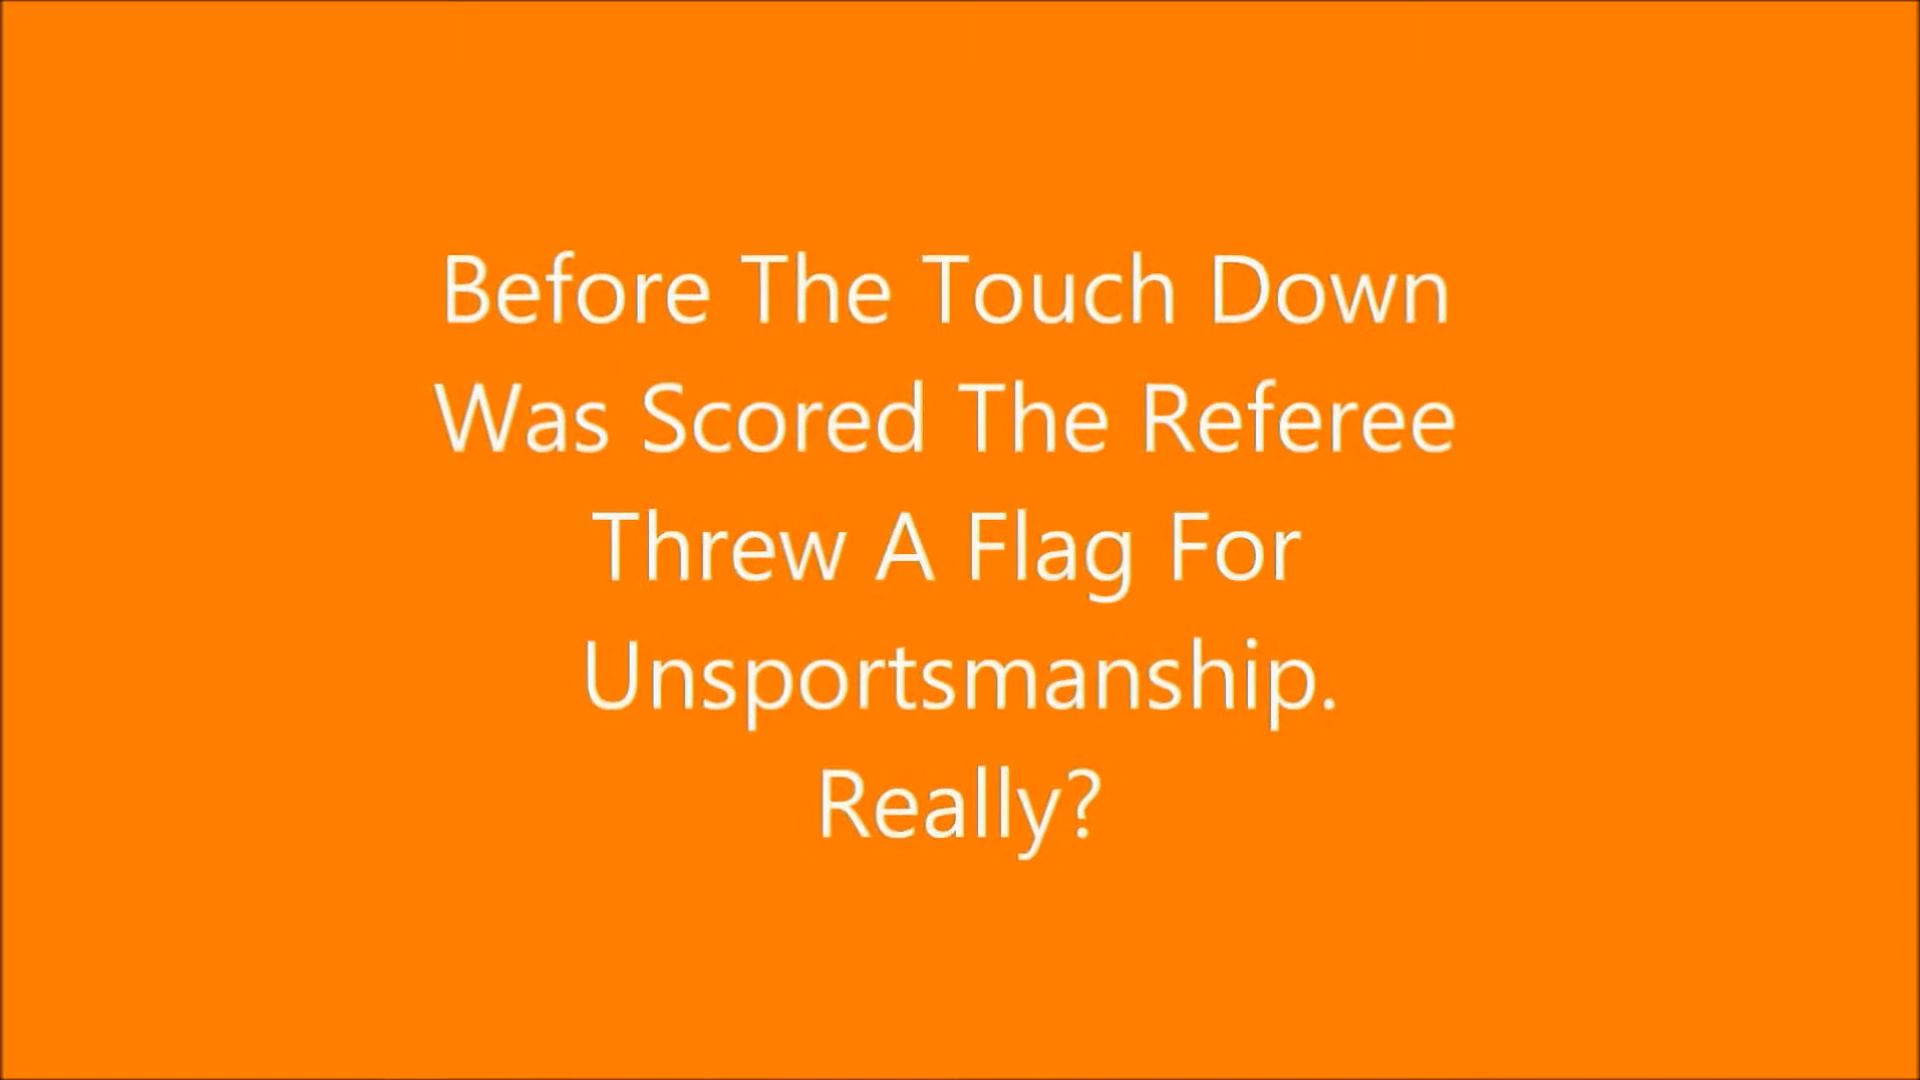 Before The Touch Down
Was Scored The Referee
Threw A Flag For
Unsportsmanship.
Really?